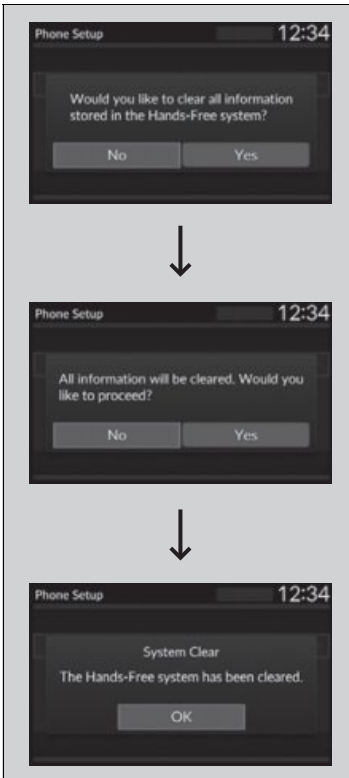 Phone Setup 12:34
Would you like to clear all information
stored in the Hands-Free system?
No Yes
Phone Setup 12:34
All information will be cleared. Would you
like to proceed?
No Yes
Phone Setup 12:34
System Clear
The Hands-Free system has been cleared.
OK